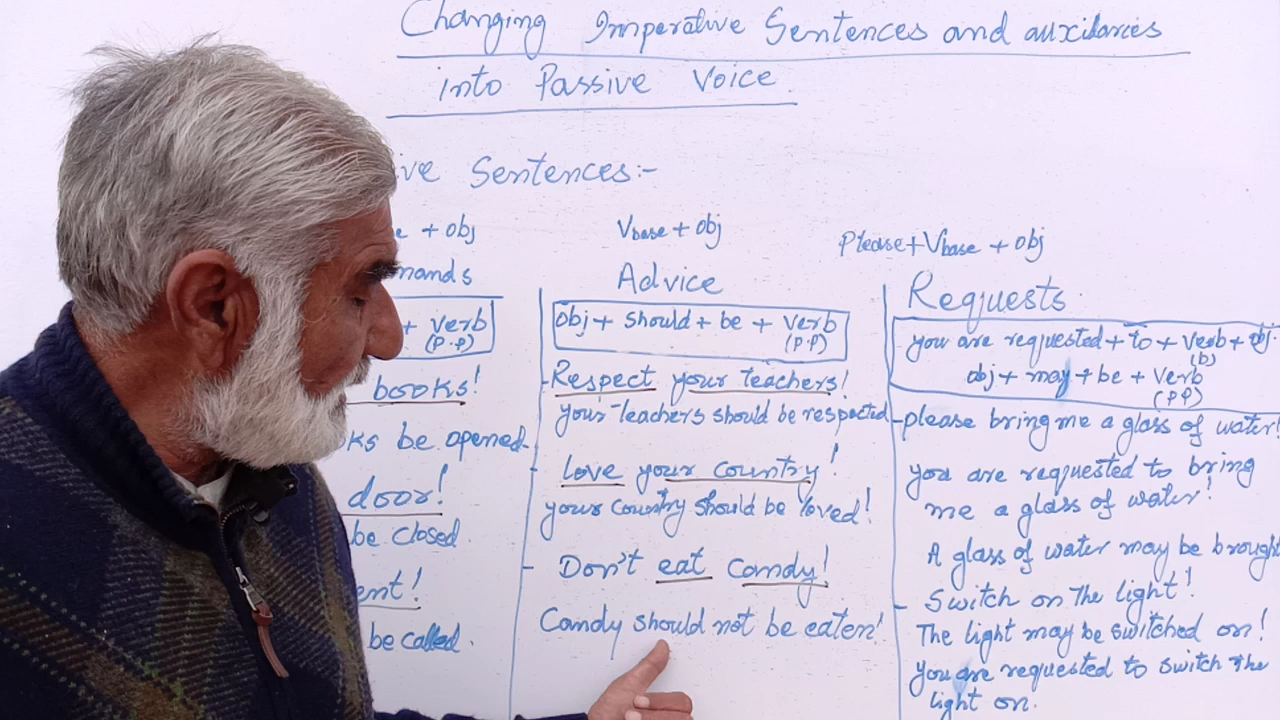 Changing Imperative Sentences and auxilaries
into Passive Voice
ive Sentences:-
e + obj
mands
+ verb
(p.p)
books!
ks be opened
door!
be closed
ent!
be called.
Vbase + obj
Advice
obj + should + be + verb
(p.p)
Respect your teachers!
your teachers should be respected
love your country!
your country should be loved!
Don't eat candy!
Candy should not be eaten!
Please + Vbase + obj
Requests
you are requested + to + verb + obj.
(b)
obj + may + be + verb
(p p)
please bring me a glass of water!
you are requested to bring
me a glass of water!
A glass of water may be brought
Switch on the light!
The light may be switched on!
you are requested to switch the
light on.